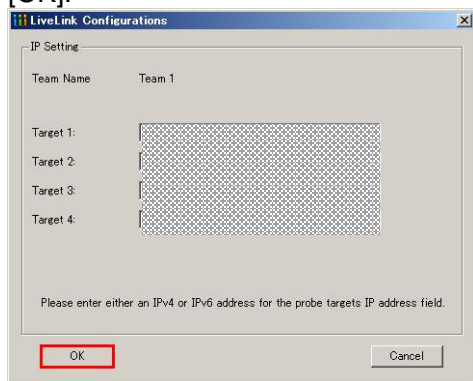 [OK].
LiveLink Configurations
IP Setting
Team Name Team 1
Target 1:
Target 2:
Target 3:
Target 4:
Please enter either an IPv4 or IPv6 address for the probe targets IP address field.
OK Cancel